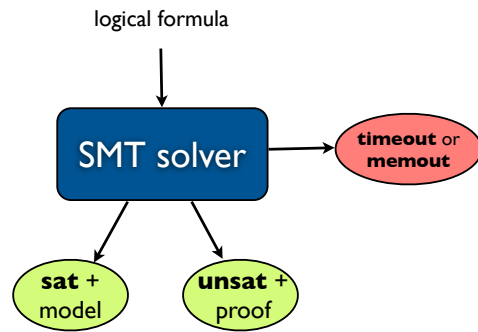 logical formula
SMT solver
timeout or
memout
sat +
model
unsat +
proof